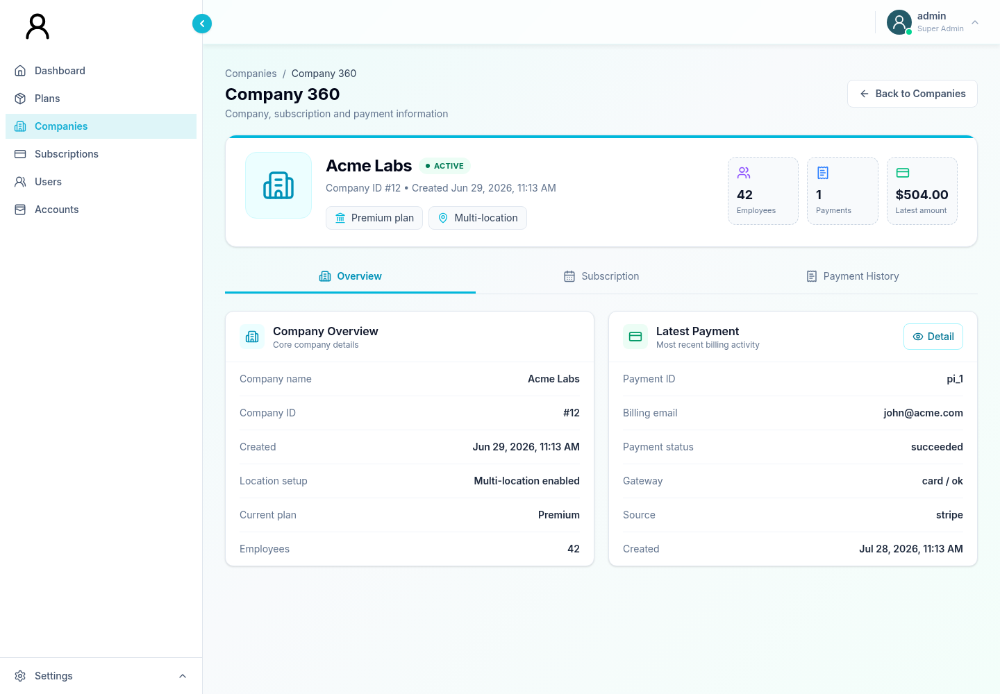 admin
Super Admin
Dashboard
Plans
Companies
Subscriptions
Users
Accounts
Settings
Companies / Company 360
Company 360
Company, subscription and payment information
Back to Companies
Acme Labs
ACTIVE
Company ID #12 • Created Jun 29, 2026, 11:13 AM
Premium plan
Multi-location
42
Employees
1
Payments
$504.00
Latest amount
Overview
Subscription
Payment History
Company Overview
Core company details
Company name Acme Labs
Company ID #12
Created Jun 29, 2026, 11:13 AM
Location setup Multi-location enabled
Current plan Premium
Employees 42
Latest Payment
Most recent billing activity
Detail
Payment ID pi_1
Billing email john@acme.com
Payment status succeeded
Gateway card / ok
Source stripe
Created Jul 28, 2026, 11:13 AM